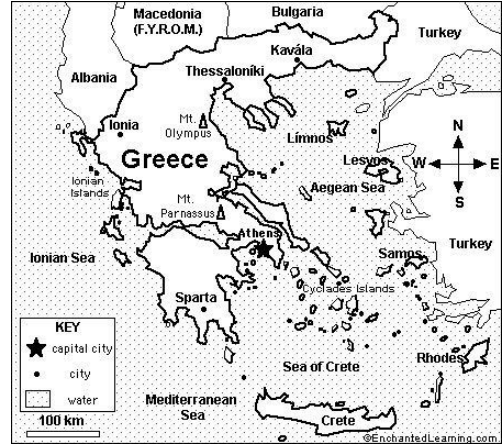 Macedonia
(F.Y.R.O.M.)
Bulgaria
Turkey
Kavála
Albania
Thessaloníki
Mt.
Olympus
Ionia
Límnos
N
W
E
S
Greece
Lesvos
Ionian
Islands
Aegean Sea
Mt.
Parnassus
Athens
Turkey
Ionian Sea
Samos
Cyclades Islands
Sparta
KEY
capital city
city
water
Sea of Crete
Rhodes
Mediterranean
Sea
100 km
Crete
©EnchantedLearning.com